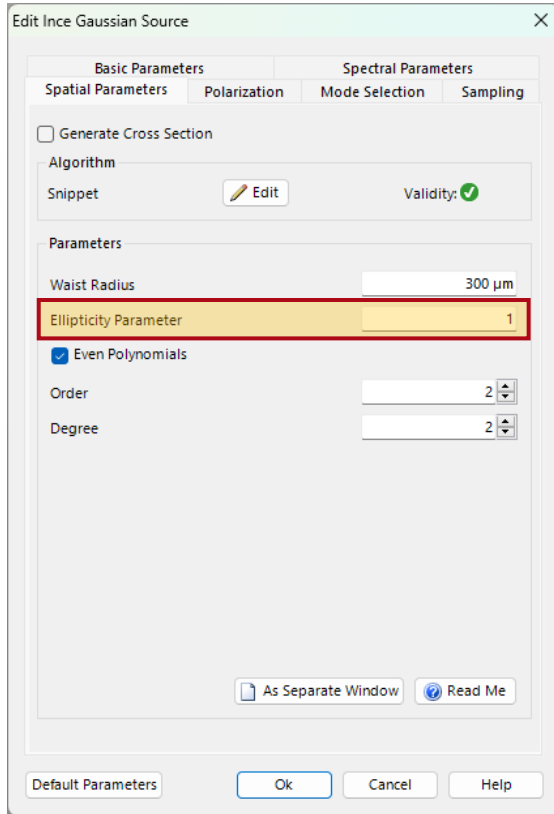 Edit Ince Gaussian Source
Basic Parameters Spectral Parameters
Spatial Parameters Polarization Mode Selection Sampling
Generate Cross Section
Algorithm
Snippet Edit Validity:
Parameters
Waist Radius 300 µm
Ellipticity Parameter 1
Even Polynomials
Order 2
Degree 2
As Separate Window Read Me
Default Parameters Ok Cancel Help